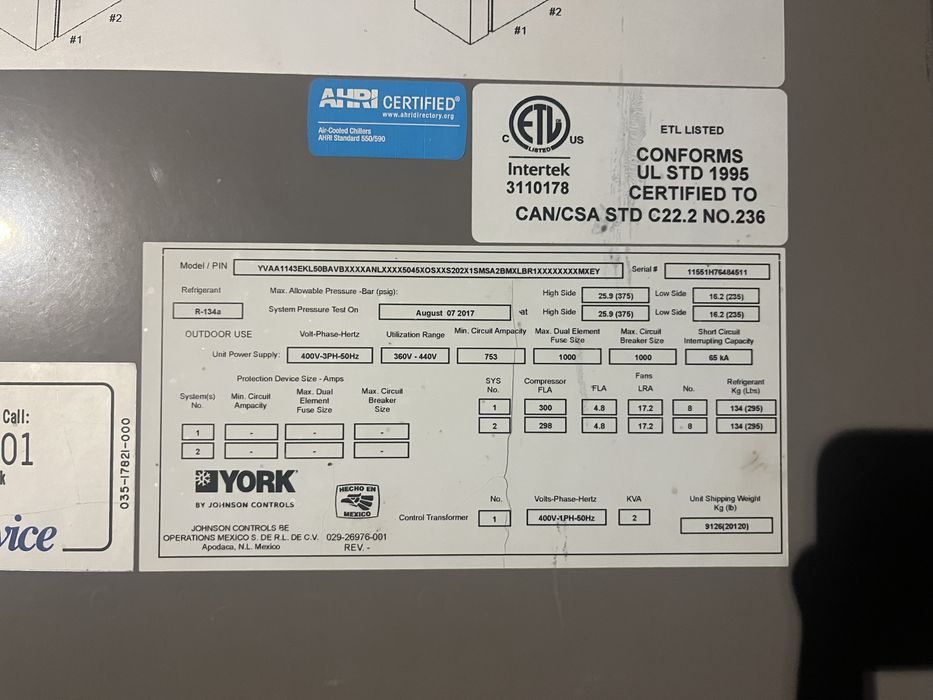 #2
#1
#2
#1
AHRI CERTIFIED®
www.ahridirectory.org
Air-Cooled Chillers
AHRI Standard 550/590
C ETL US
LISTED
Intertek
3110178
ETL LISTED
CONFORMS
UL STD 1995
CERTIFIED TO
CAN/CSA STD C22.2 NO.236
Model / PIN YVAA1143EKL50BAVBXXXXANLXXXX5045XOSXXS202X1SMSA2BMXLBR1XXXXXXXXMXEY Serial # 11551H76484511
Refrigerant Max. Allowable Pressure -Bar (psig): High Side 25.9 (375) Low Side 16.2 (235)
R-134a System Pressure Test On August 07 2017 at High Side 25.9 (375) Low Side 16.2 (235)
OUTDOOR USE Volt-Phase-Hertz Utilization Range Min. Circuit Ampacity Max. Dual Element Fuse Size Max. Circuit Breaker Size Short Circuit Interrupting Capacity
Unit Power Supply: 400V-3PH-50Hz 360V - 440V 753 1000 1000 65 kA
Protection Device Size - Amps
System(s) No. Min. Circuit Ampacity Max. Dual Element Fuse Size Max. Circuit Breaker Size
1 - - -
2 - - -
Fans
SYS No. Compressor FLA FLA LRA No. Refrigerant Kg (Lbs)
1 300 4.8 17.2 8 134 (295)
2 298 4.8 17.2 8 134 (295)
YORK®
BY JOHNSON CONTROLS
HECHO EN
MEXICO
No. Volts-Phase-Hertz KVA Unit Shipping Weight Kg (lb)
Control Transformer 1 400V-1PH-50Hz 2 9126(20120)
JOHNSON CONTROLS BE
OPERATIONS MEXICO S. DE R.L. DE C.V.
Apodaca, N.L. Mexico
029-26976-001
REV. -
Call:
01
k
vice
035-17821-000